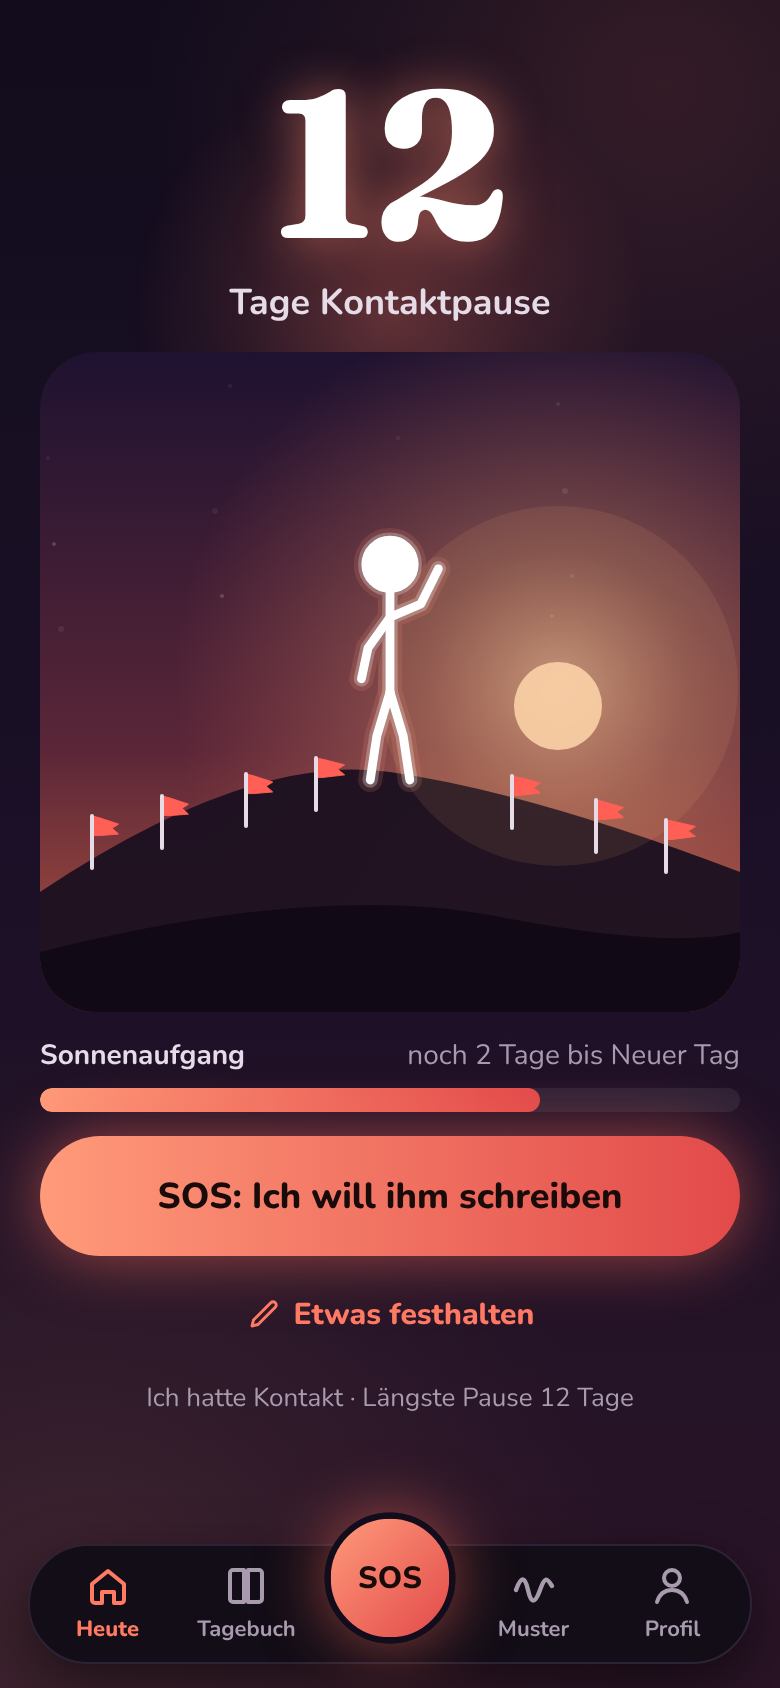 12
Tage Kontaktpause
Sonnenaufgang
noch 2 Tage bis Neuer Tag
SOS: Ich will ihm schreiben
Etwas festhalten
Ich hatte Kontakt · Längste Pause 12 Tage
Heute
Tagebuch
SOS
Muster
Profil